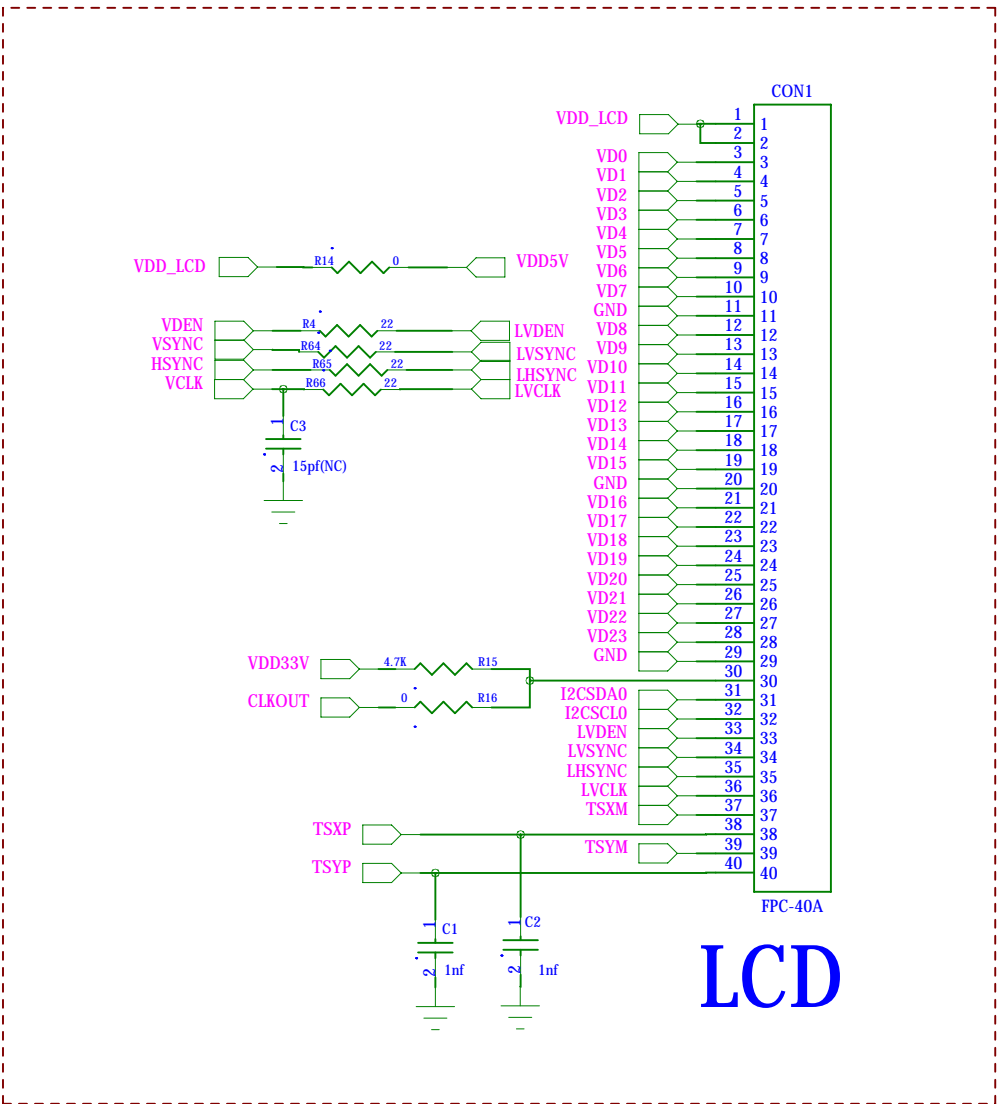 CON1
VDD_LCD 1 1
2 2
VD0 3 3
VD1 4 4
VD2 5 5
VD3 6 6
VD4 7 7
VD5 8 8
VD6 9 9
VD7 10 10
GND 11 11
VD8 12 12
VD9 13 13
VD10 14 14
VD11 15 15
VD12 16 16
VD13 17 17
VD14 18 18
VD15 19 19
GND 20 20
VD16 21 21
VD17 22 22
VD18 23 23
VD19 24 24
VD20 25 25
VD21 26 26
VD22 27 27
VD23 28 28
GND 29 29
30 30
I2CSDA0 31 31
I2CSCL0 32 32
LVDEN 33 33
LVSYNC 34 34
LHSYNC 35 35
LVCLK 36 36
TSXM 37 37
38 38
TSYM 39 39
40 40
FPC-40A
VDD_LCD R14 0 VDD5V
VDEN R4 22 LVDEN
VSYNC R64 22 LVSYNC
HSYNC R65 22 LHSYNC
VCLK R66 22 LVCLK
1 C3
2 15pf(NC)
VDD33V 4.7K R15
CLKOUT 0 R16
TSXP
TSYP
1 C1
2 1nf
1 C2
2 1nf
LCD